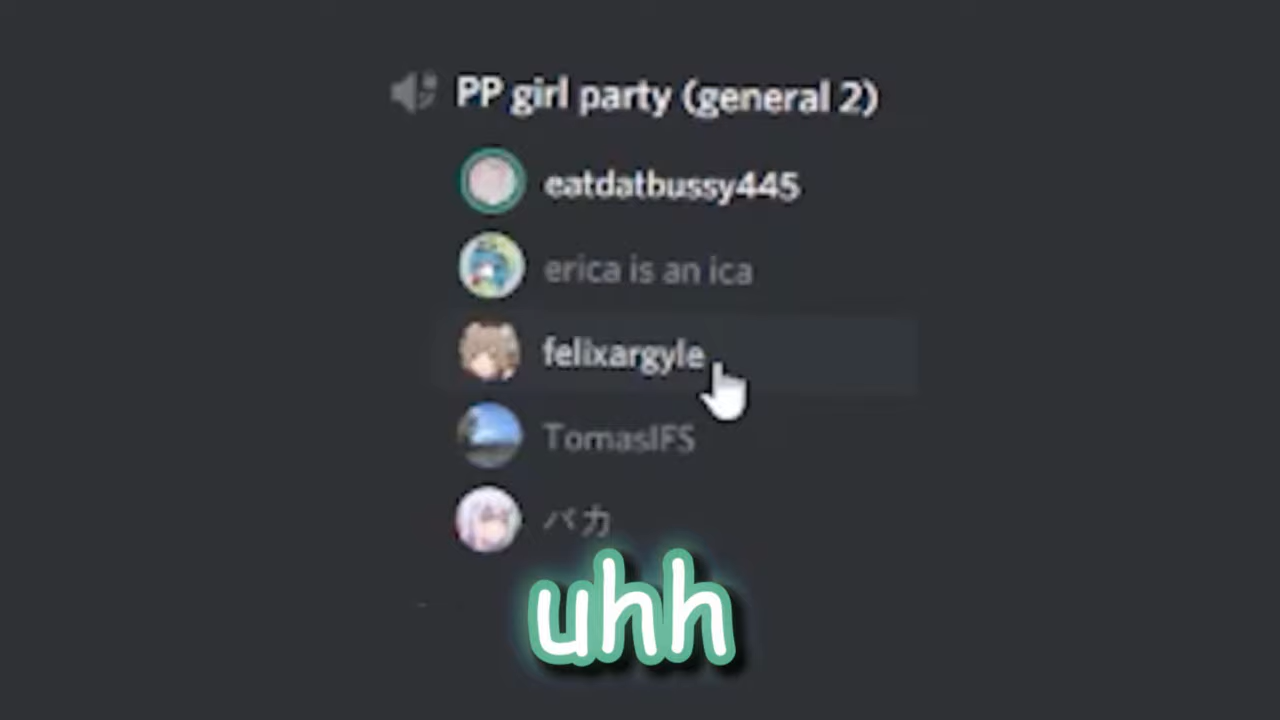 PP girl party (general 2)
eatdatbussy445
erica is an ica
felixargyle
TomasIFS
バカ
uhh